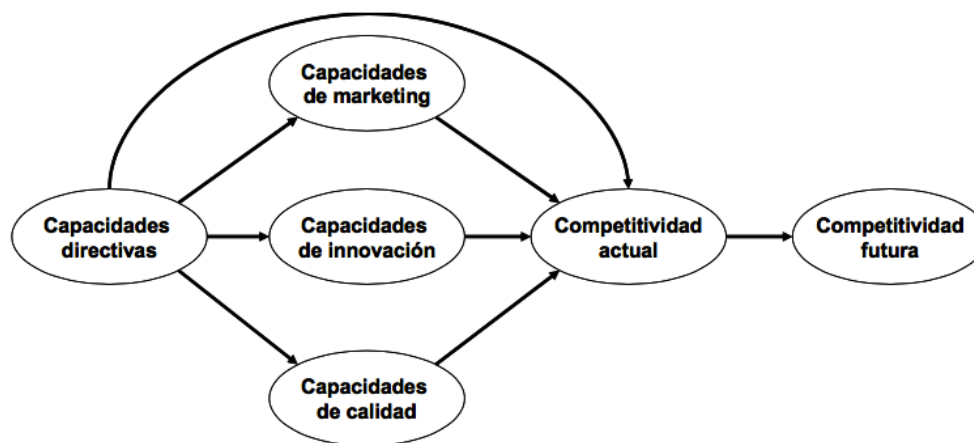 Capacidades
de marketing
Capacidades
directivas
Capacidades
de innovación
Competitividad
actual
Competitividad
futura
Capacidades
de calidad